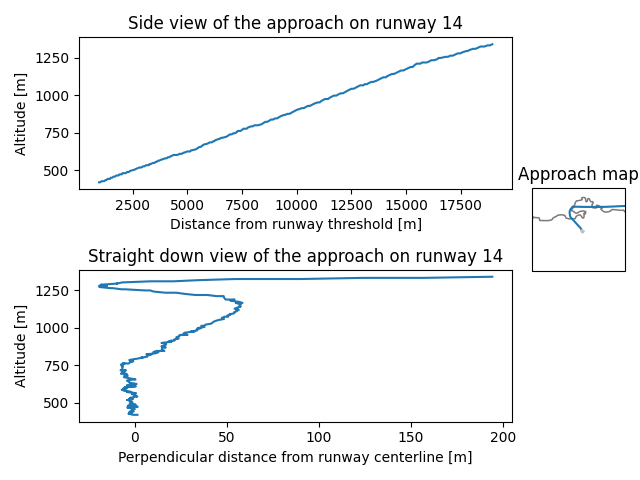 Side view of the approach on runway 14
Altitude [m]
1250
1000
750
500
2500 5000 7500 10000 12500 15000 17500
Distance from runway threshold [m]
Approach map
Straight down view of the approach on runway 14
Altitude [m]
1250
1000
750
500
0 50 100 150 200
Perpendicular distance from runway centerline [m]